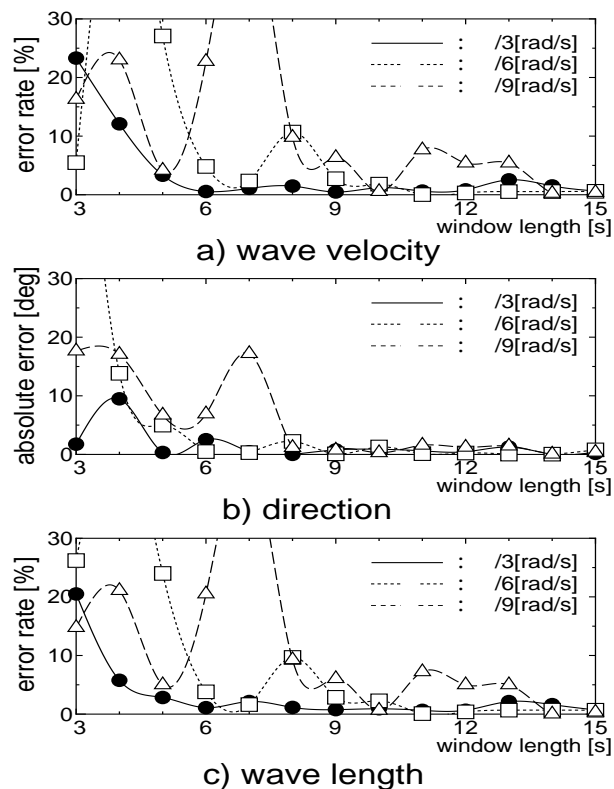 error rate [%]
30
20
10
0
: /3[rad/s]
: /6[rad/s]
: /9[rad/s]
3 6 9 12 15
window length [s]
a) wave velocity
absolute error [deg]
30
20
10
0
: /3[rad/s]
: /6[rad/s]
: /9[rad/s]
3 6 9 12 15
window length [s]
b) direction
error rate [%]
30
20
10
0
: /3[rad/s]
: /6[rad/s]
: /9[rad/s]
3 6 9 12 15
window length [s]
c) wave length